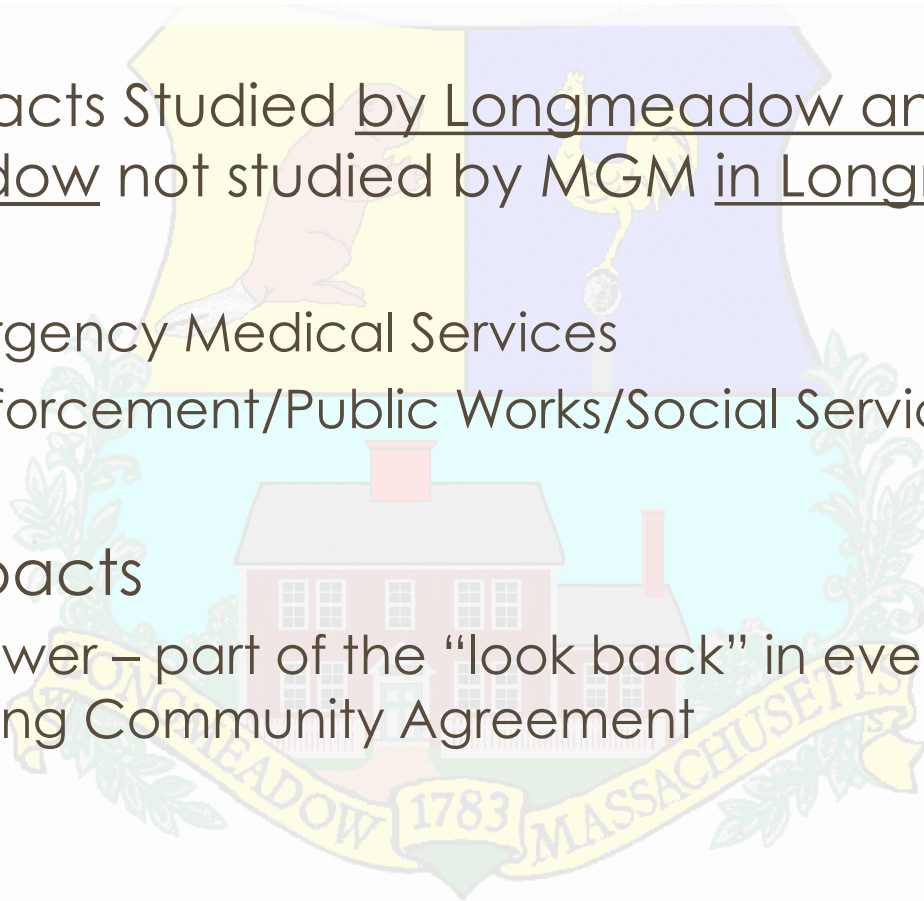 acts Studied by Longmeadow an
dow not studied by MGM in Long
rgency Medical Services
forcement/Public Works/Social Servic
pacts
wer – part of the “look back” in eve
ng Community Agreement
LONGMEADOW 1783 MASSACHUSETTS